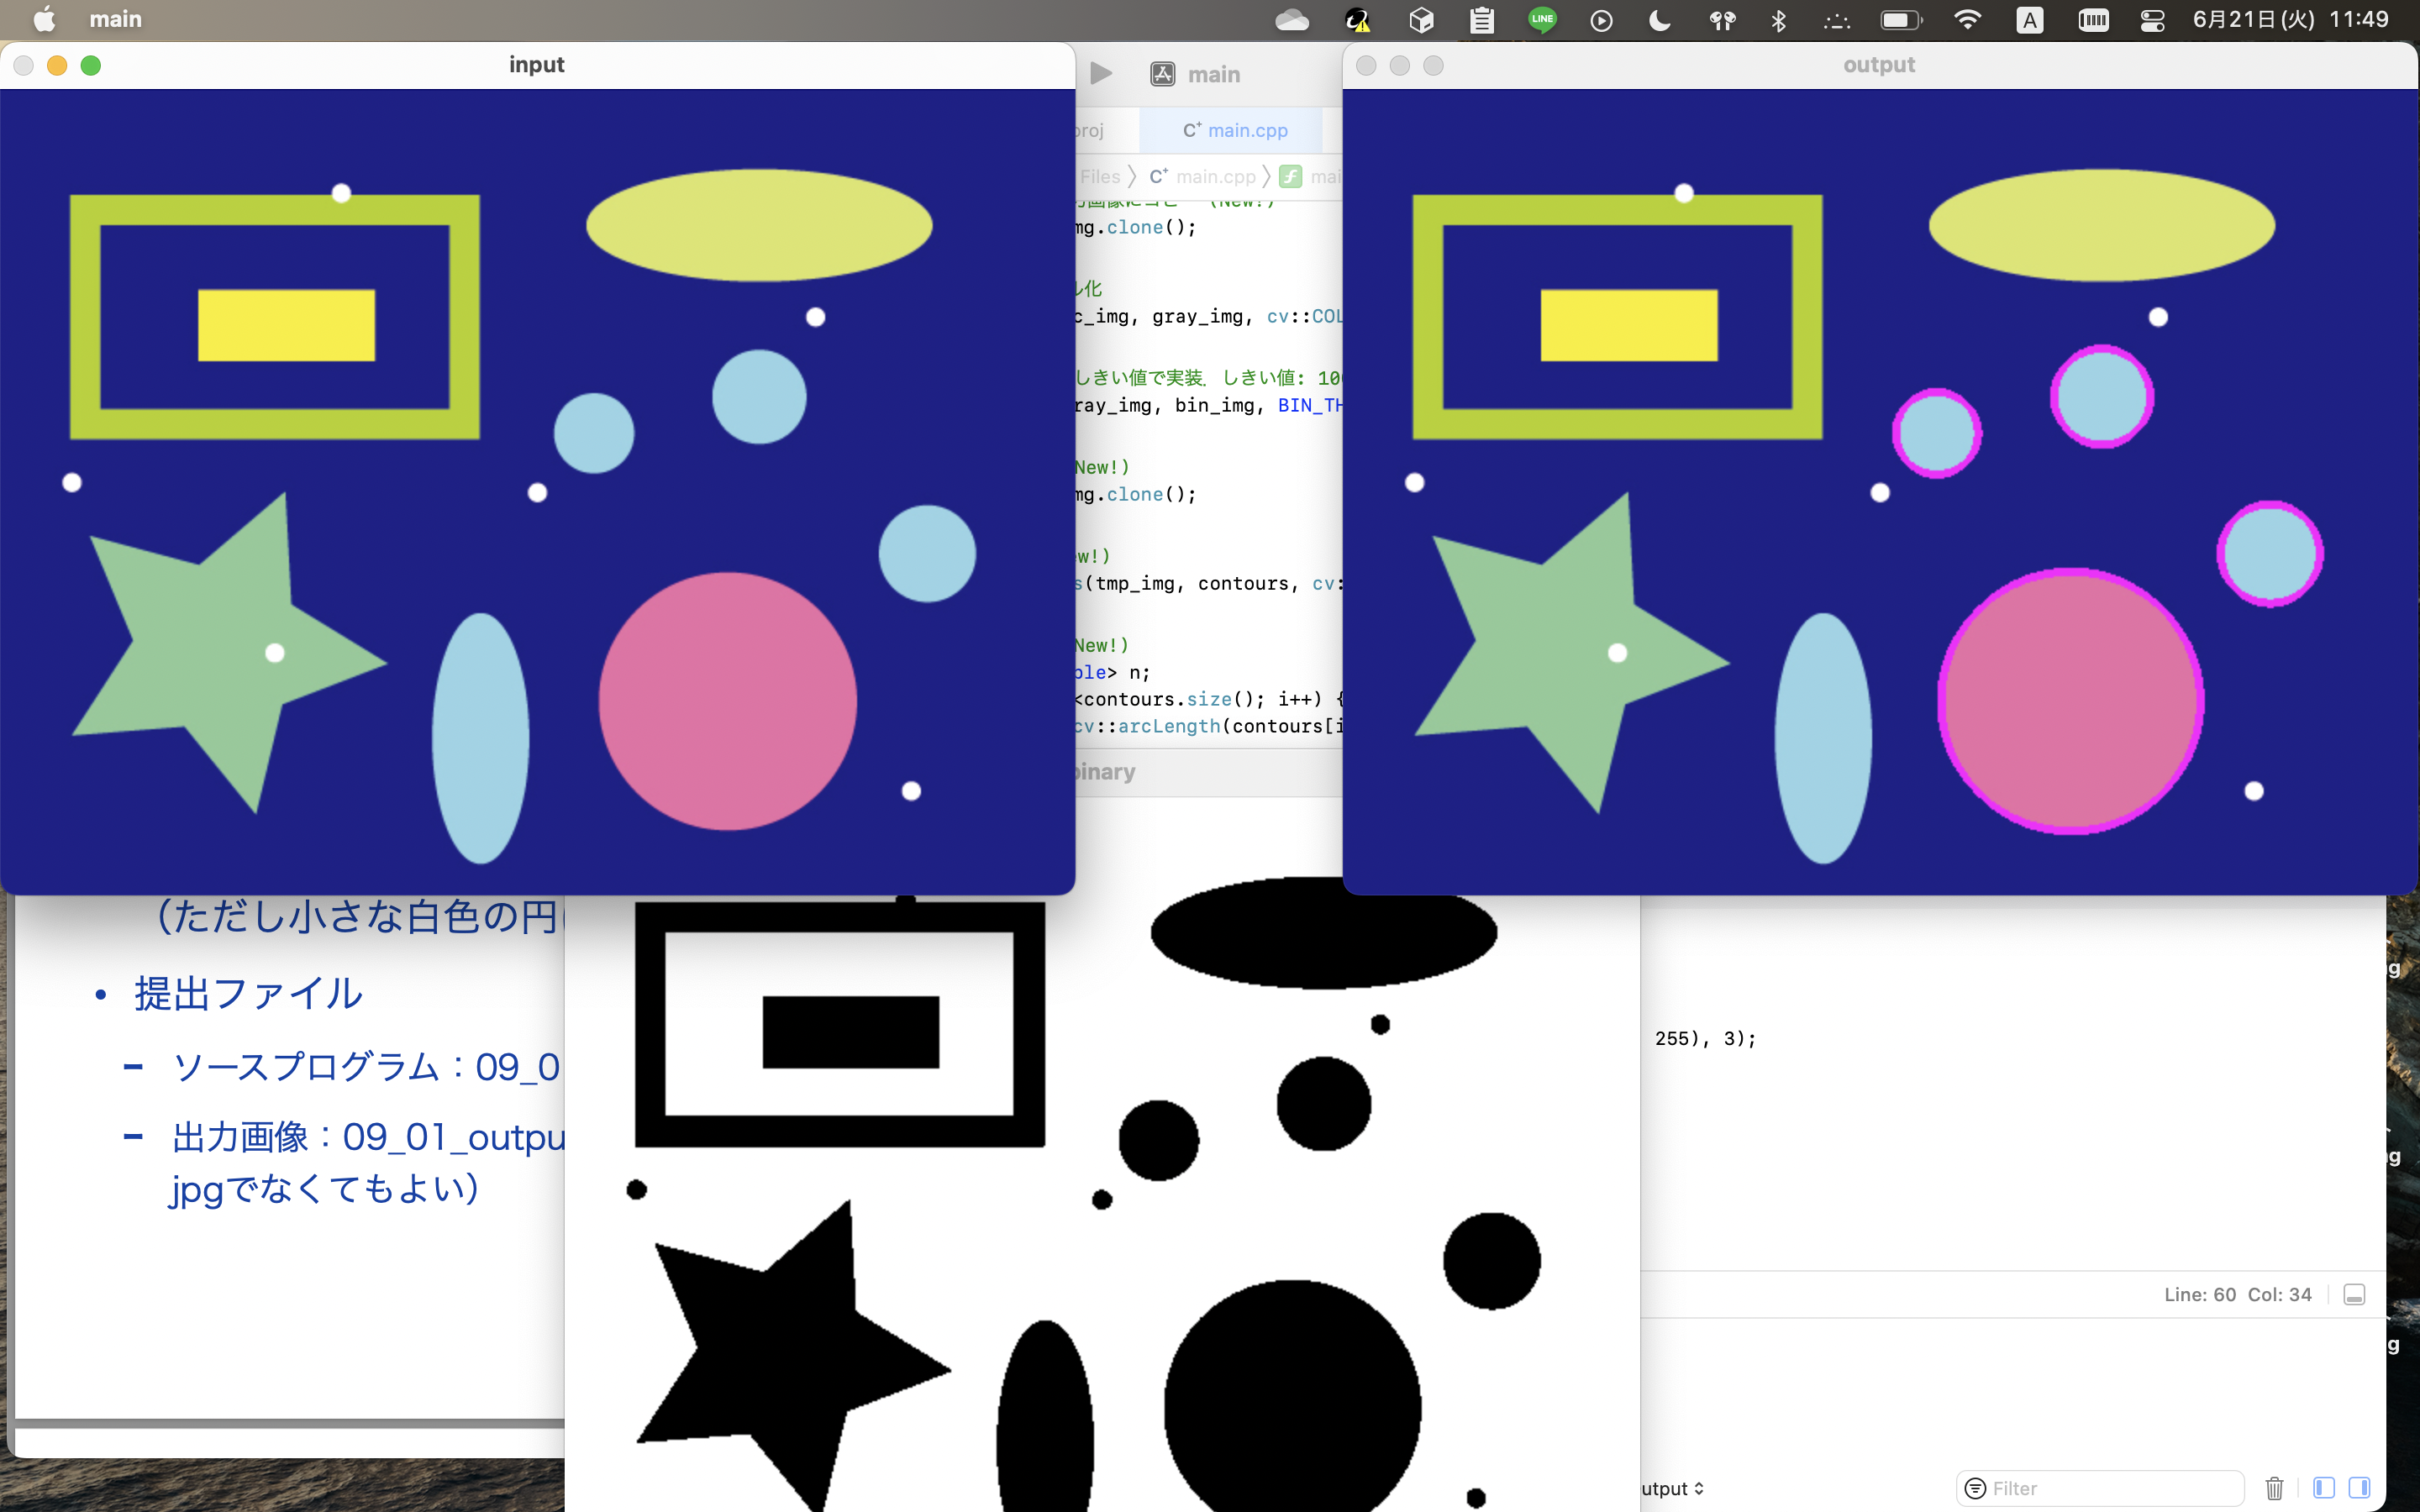 main
LINE
A
6月21日(火) 11:49
input
main
output
proj
main.cpp
Files
main.cpp
mai
(New!)
mg.clone();
ル化
c_img, gray_img, cv::COL
しきい値で実装．しきい値: 10
ray_img, bin_img, BIN_TH
New!)
mg.clone();
ew!)
s(tmp_img, contours, cv:
New!)
ble> n;
<contours.size(); i++) {
cv::arcLength(contours[i
binary
（ただし小さな白色の円
• 提出ファイル
− ソースプログラム：09_0
− 出力画像：09_01_outpu
jpgでなくてもよい）
255), 3);
Line: 60 Col: 34
utput
Filter
g
g
g